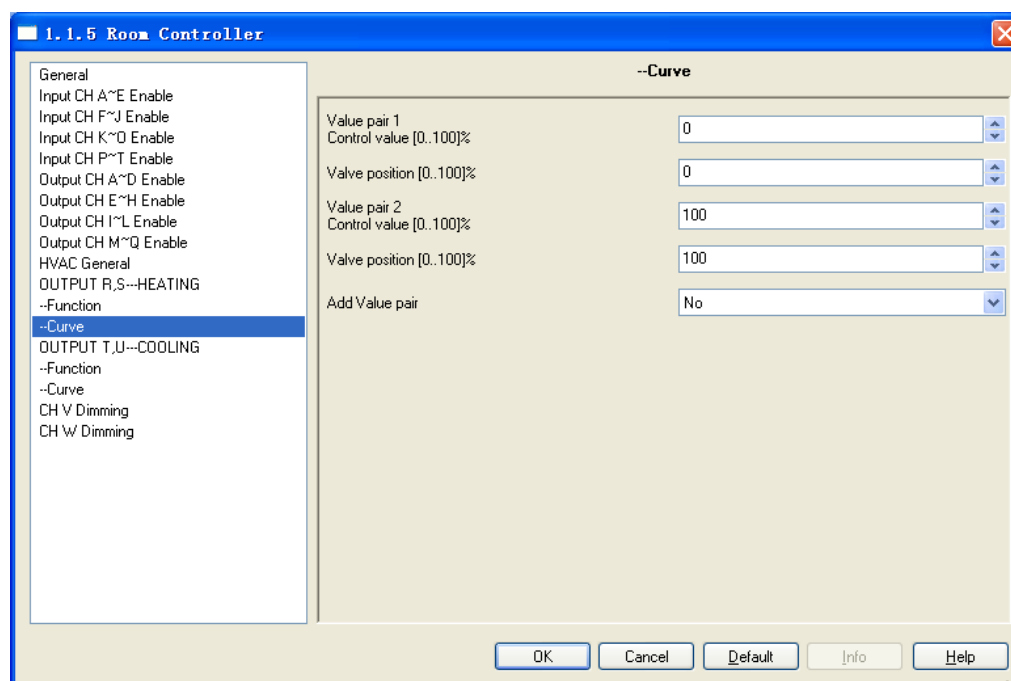 1.1.5 Room Controller
General
Input CH A~E Enable
Input CH F~J Enable
Input CH K~O Enable
Input CH P~T Enable
Output CH A~D Enable
Output CH E~H Enable
Output CH I~L Enable
Output CH M~Q Enable
HVAC General
OUTPUT R,S---HEATING
--Function
--Curve
OUTPUT T,U---COOLING
--Function
--Curve
CH V Dimming
CH W Dimming
--Curve
Value pair 1
Control value [0..100]%
0
Valve position [0..100]%
0
Value pair 2
Control value [0..100]%
100
Valve position [0..100]%
100
Add Value pair
No
OK
Cancel
Default
Info
Help